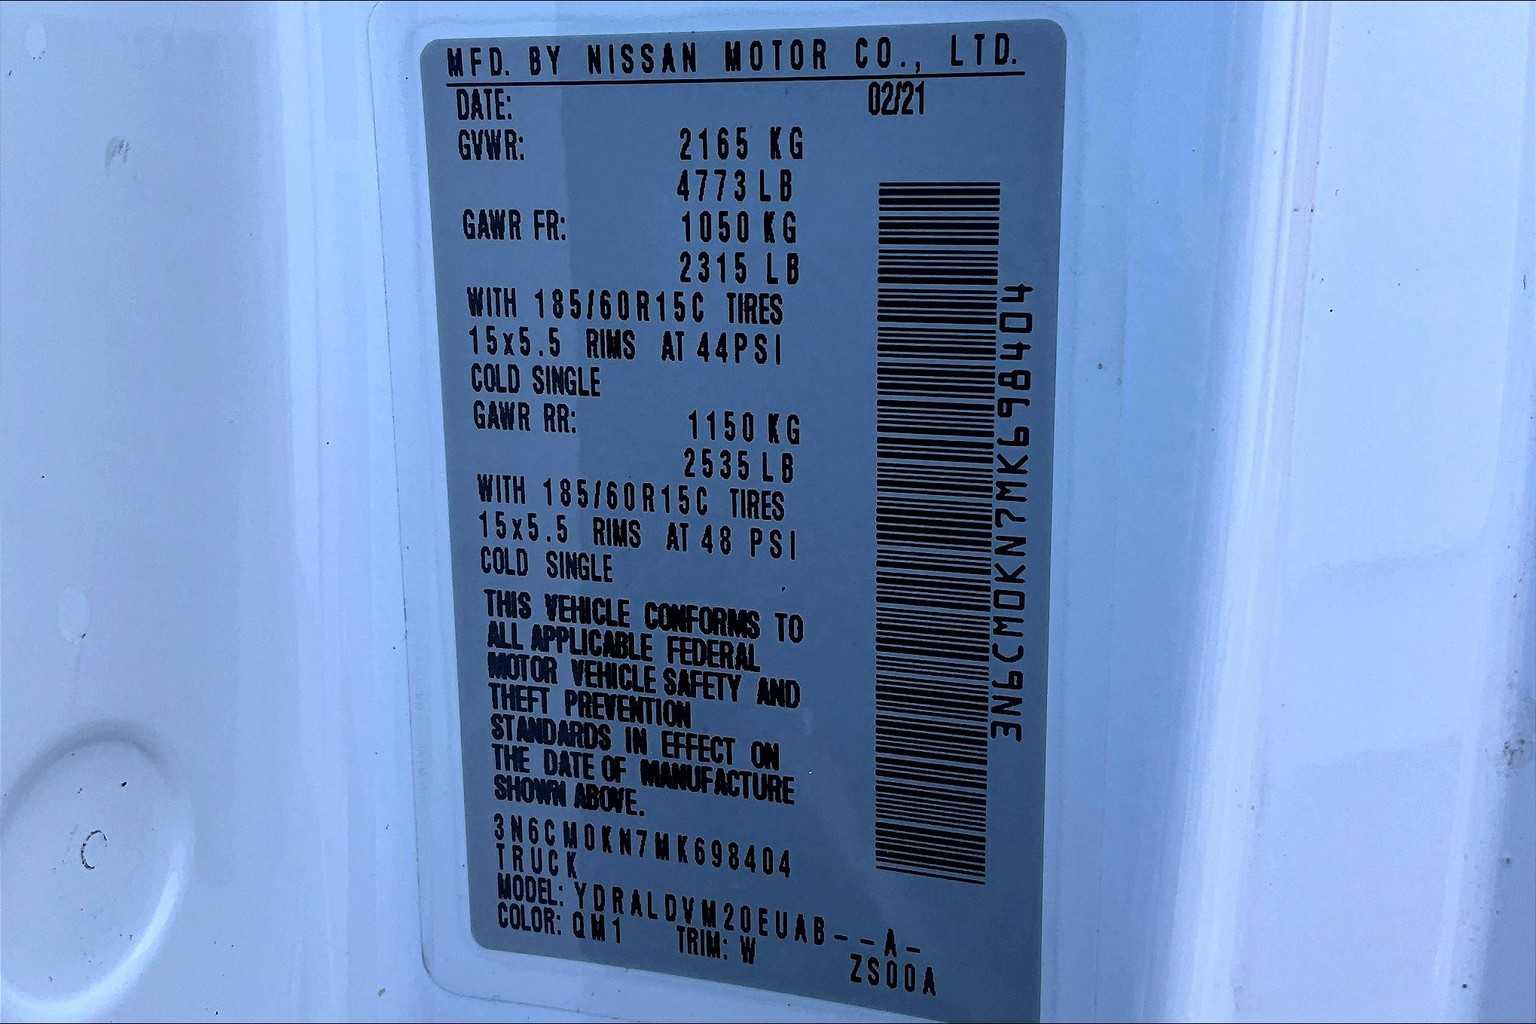 MFD. BY NISSAN MOTOR CO., LTD.
DATE: 02/21
GVWR: 2165 KG
4773 LB
GAWR FR: 1050 KG
2315 LB
WITH 185/60R15C TIRES
15x5.5 RIMS AT 44PSI
COLD SINGLE
GAWR RR: 1150 KG
2535 LB
WITH 185/60R15C TIRES
15x5.5 RIMS AT 48 PSI
COLD SINGLE
THIS VEHICLE CONFORMS TO
ALL APPLICABLE FEDERAL
MOTOR VEHICLE SAFETY AND
THEFT PREVENTION
STANDARDS IN EFFECT ON
THE DATE OF MANUFACTURE
SHOWN ABOVE.
3N6CM0KN7MK698404
TRUCK
MODEL: YDRALDVM20EUAB--A-
COLOR: QM1 TRIM: W ZS00A
3N6CM0KN7MK698404